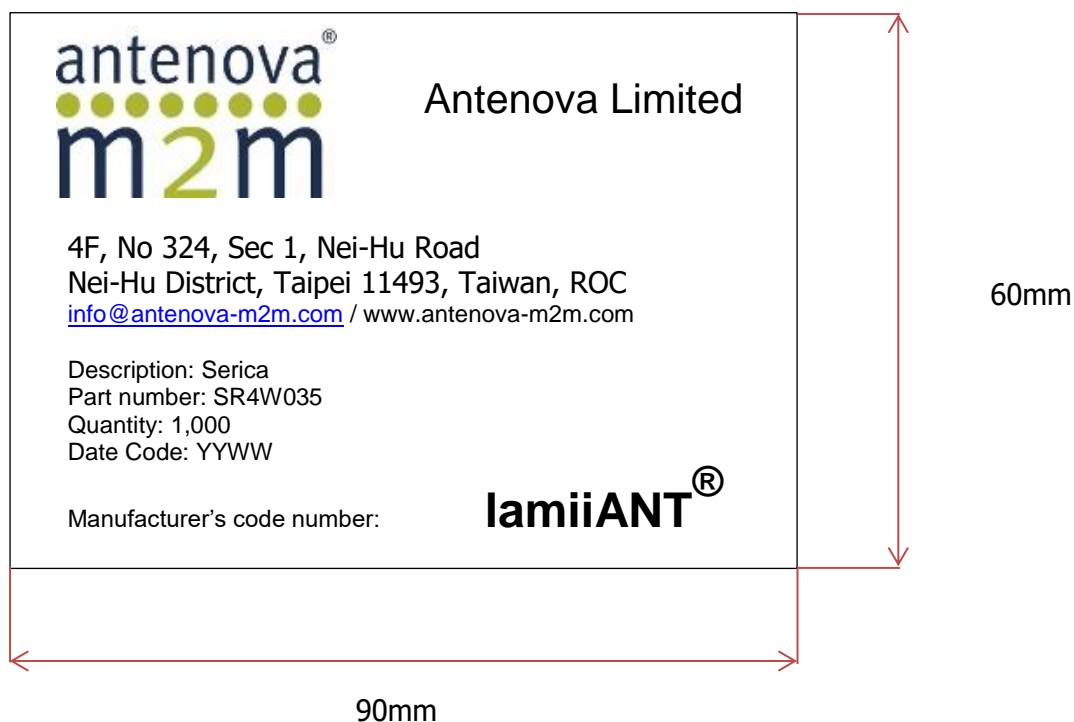 antenova®
m2m
Antenova Limited
4F, No 324, Sec 1, Nei-Hu Road
Nei-Hu District, Taipei 11493, Taiwan, ROC
info@antenova-m2m.com / www.antenova-m2m.com
Description: Serica
Part number: SR4W035
Quantity: 1,000
Date Code: YYWW
Manufacturer’s code number:
lamiiANT®
60mm
90mm